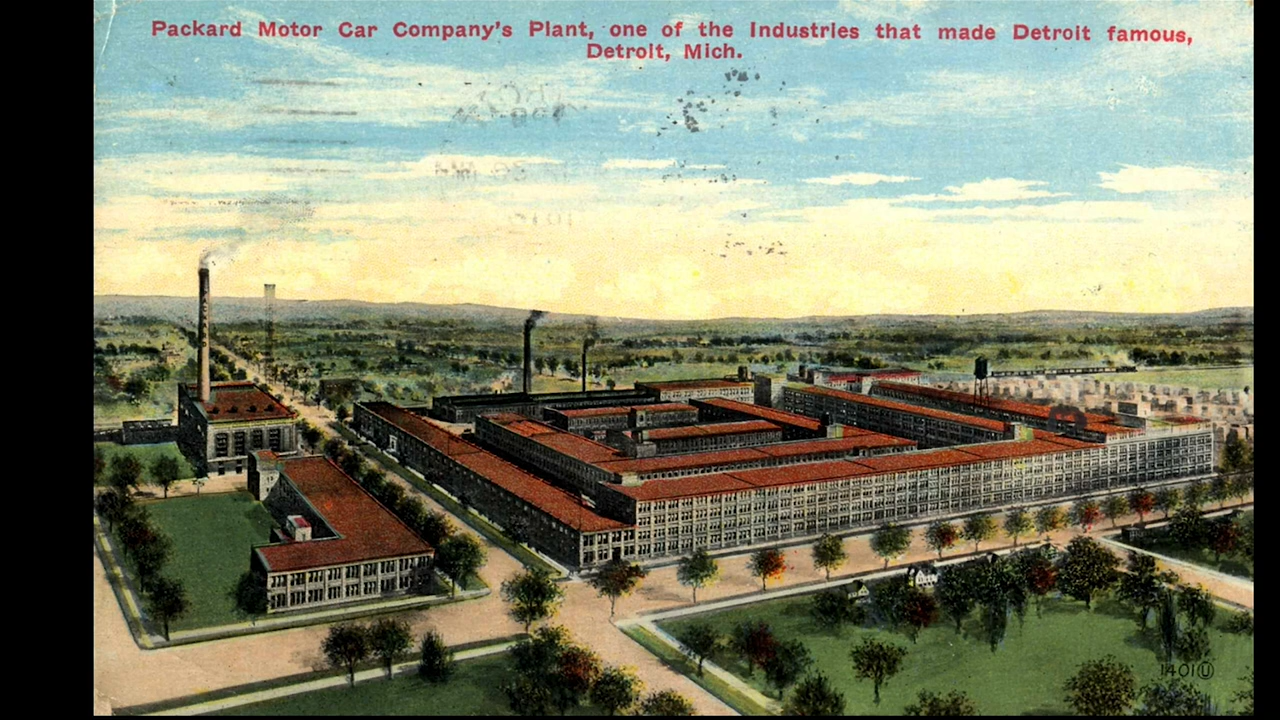 Packard Motor Car Company's Plant, one of the Industries that made Detroit famous,
Detroit, Mich.
1401